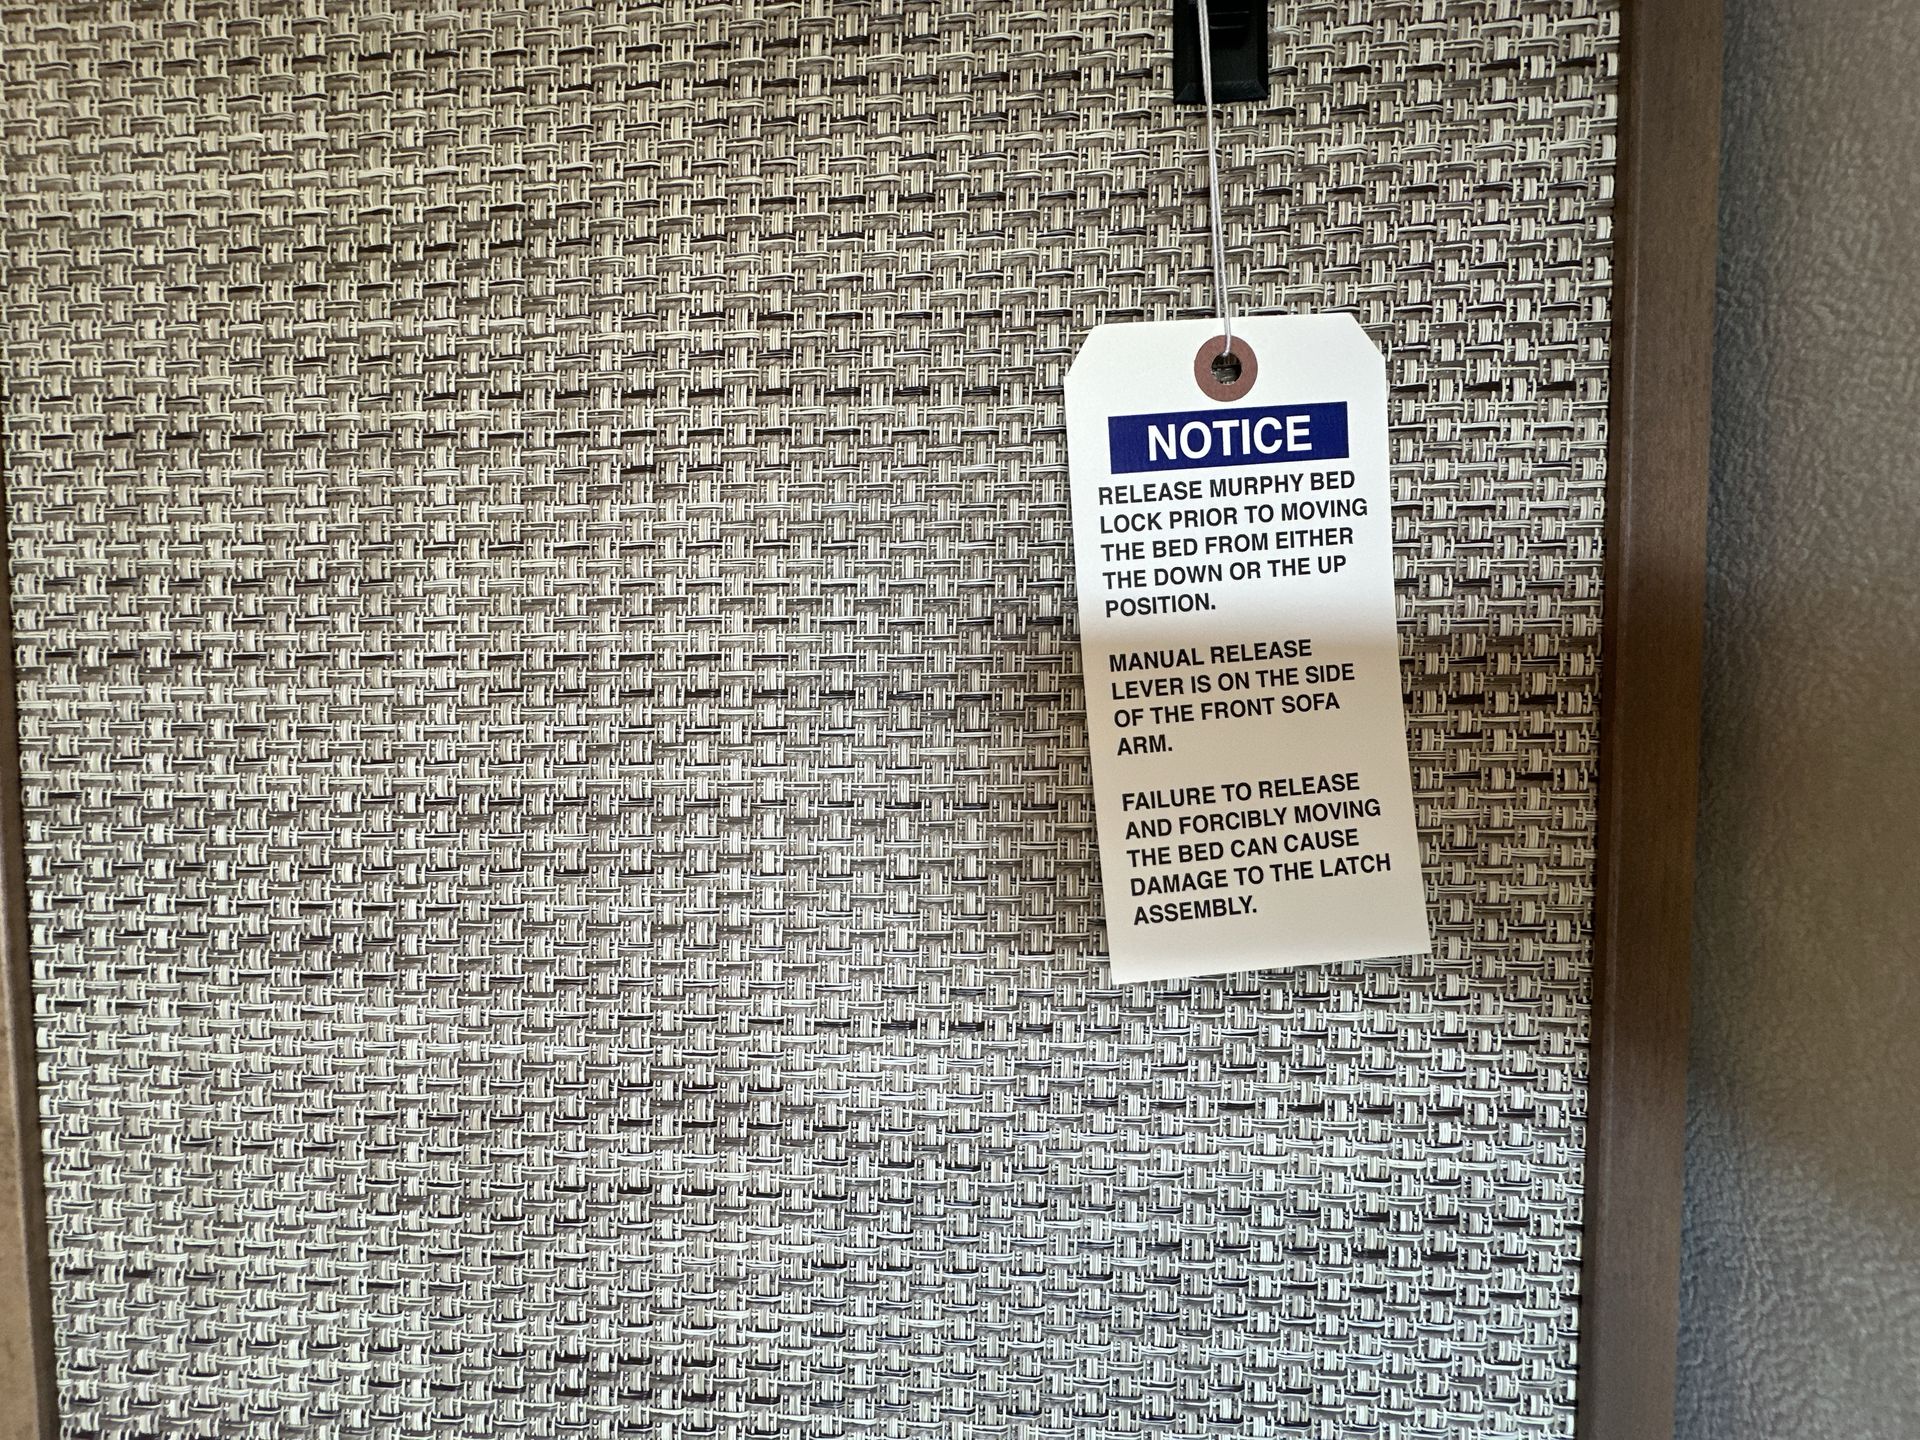 NOTICE
RELEASE MURPHY BED
LOCK PRIOR TO MOVING
THE BED FROM EITHER
THE DOWN OR THE UP
POSITION.
MANUAL RELEASE
LEVER IS ON THE SIDE
OF THE FRONT SOFA
ARM.
FAILURE TO RELEASE
AND FORCIBLY MOVING
THE BED CAN CAUSE
DAMAGE TO THE LATCH
ASSEMBLY.